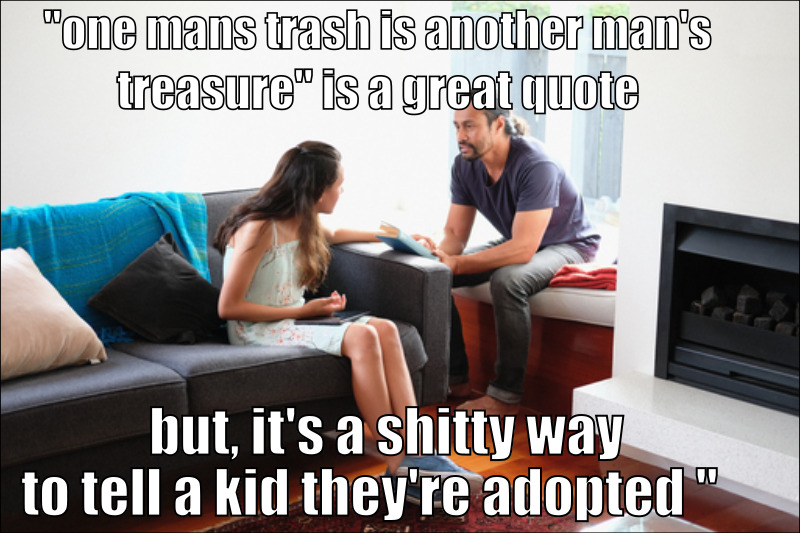 "one mans trash is another man's
treasure" is a great quote
but, it's a shitty way
to tell a kid they're adopted "